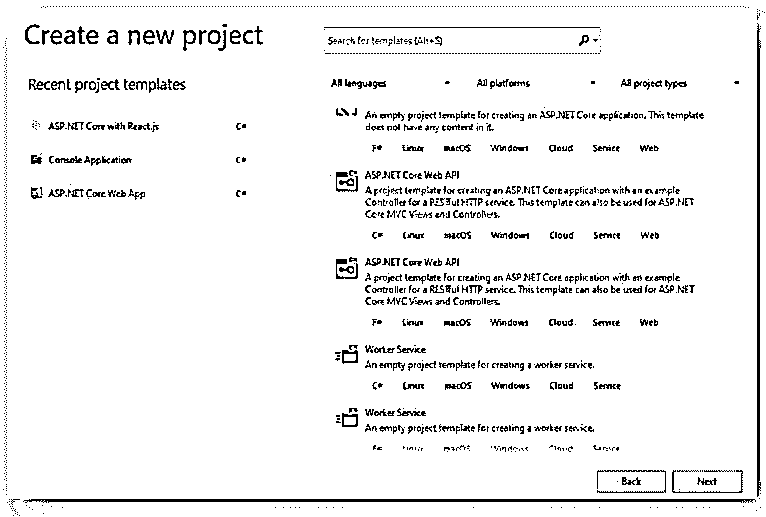 Create a new project
Search for templates (Alt+S)
Recent project templates
All languages
All platforms
All project types
ASP.NET Core with React.js C#
Console Application C#
ASP.NET Core Web App C#
An empty project template for creating an ASP.NET Core application. This template
does not have any content in it.
F# Linux macOS Windows Cloud Service Web
ASP.NET Core Web API
A project template for creating an ASP.NET Core application with an example
Controller for a RESTful HTTP service. This template can also be used for ASP.NET
Core MVC Views and Controllers.
C# Linux macOS Windows Cloud Service Web
ASP.NET Core Web API
A project template for creating an ASP.NET Core application with an example
Controller for a RESTful HTTP service. This template can also be used for ASP.NET
Core MVC Views and Controllers.
F# Linux macOS Windows Cloud Service Web
Worker Service
An empty project template for creating a worker service.
C# Linux macOS Windows Cloud Service
Worker Service
An empty project template for creating a worker service.
F# Linux macOS Windows Cloud Service
Back
Next